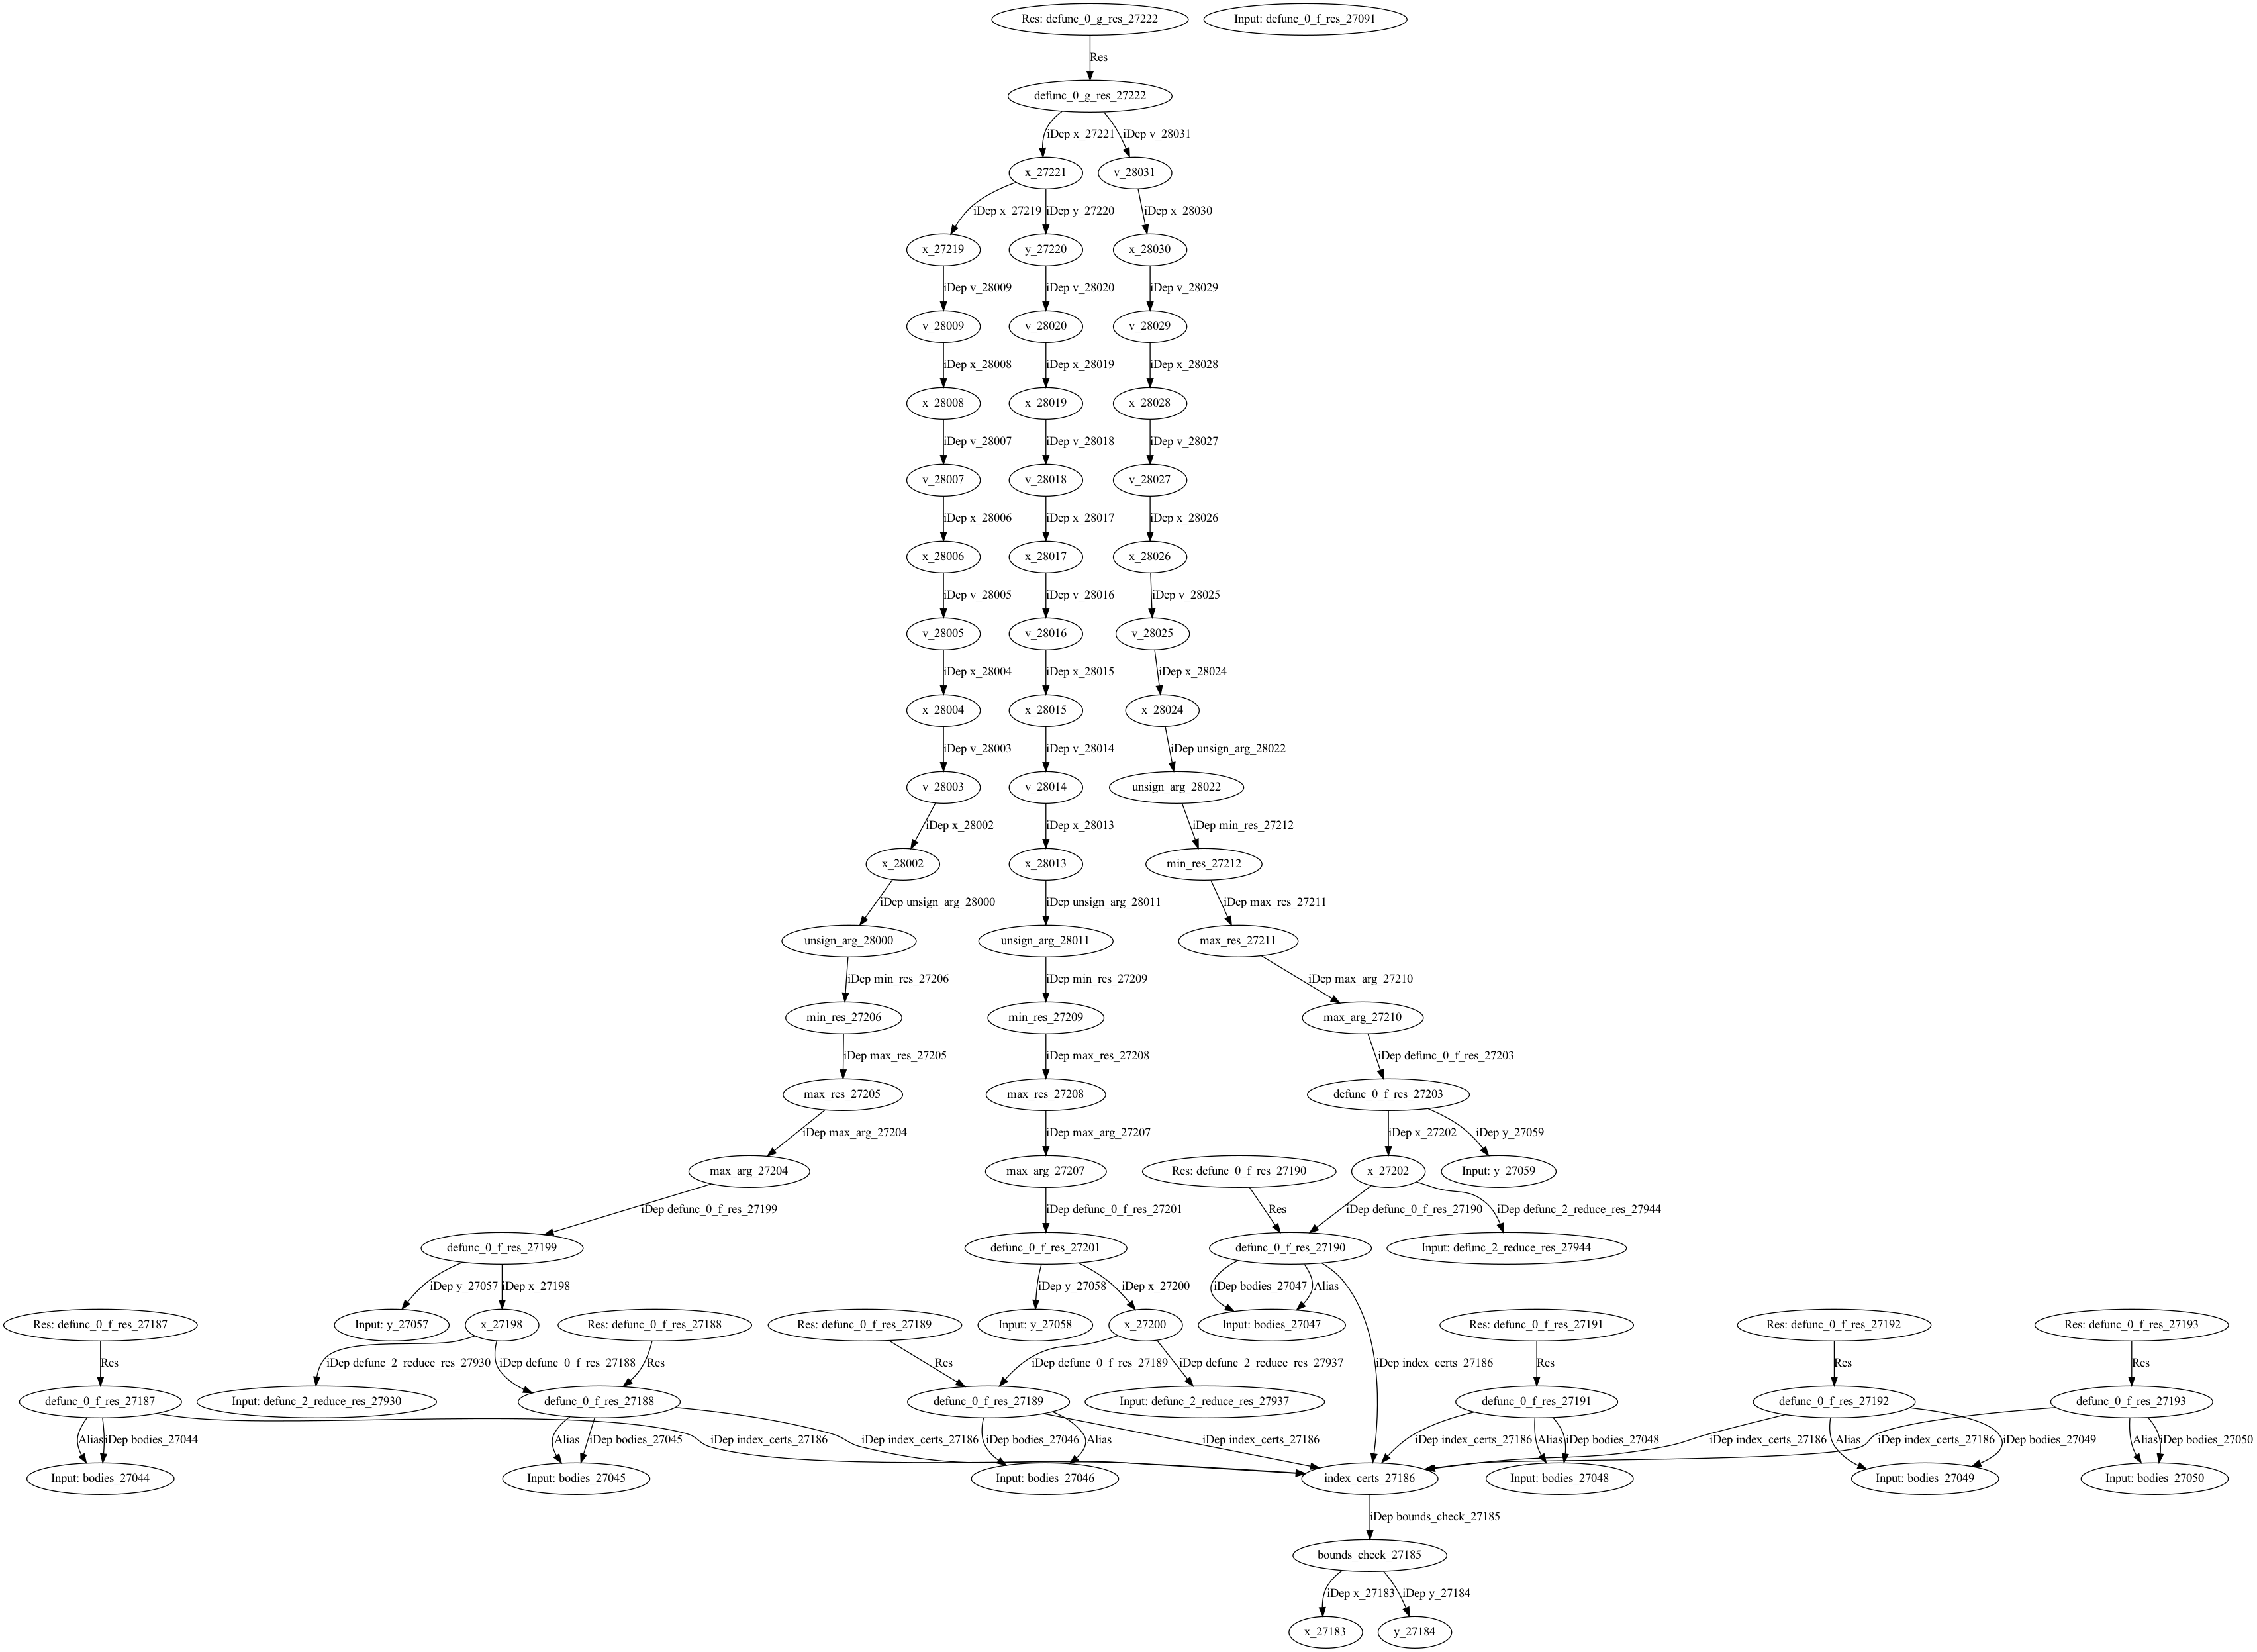 Res: defunc_0_g_res_27222
Input: defunc_0_f_res_27091
Res
defunc_0_g_res_27222
iDep x_27221
iDep v_28031
x_27221
v_28031
iDep x_27219
iDep y_27220
iDep x_28030
x_27219
y_27220
x_28030
iDep v_28009
iDep v_28020
iDep v_28029
v_28009
v_28020
v_28029
iDep x_28008
iDep x_28019
iDep x_28028
x_28008
x_28019
x_28028
iDep v_28007
iDep v_28018
iDep v_28027
v_28007
v_28018
v_28027
iDep x_28006
iDep x_28017
iDep x_28026
x_28006
x_28017
x_28026
iDep v_28005
iDep v_28016
iDep v_28025
v_28005
v_28016
v_28025
iDep x_28004
iDep x_28015
iDep x_28024
x_28004
x_28015
x_28024
iDep v_28003
iDep v_28014
iDep unsign_arg_28022
v_28003
v_28014
unsign_arg_28022
iDep x_28002
iDep x_28013
iDep min_res_27212
x_28002
x_28013
min_res_27212
iDep unsign_arg_28000
iDep unsign_arg_28011
iDep max_res_27211
unsign_arg_28000
unsign_arg_28011
max_res_27211
iDep min_res_27206
iDep min_res_27209
iDep max_arg_27210
min_res_27206
min_res_27209
max_arg_27210
iDep max_res_27205
iDep max_res_27208
iDep defunc_0_f_res_27203
max_res_27205
max_res_27208
defunc_0_f_res_27203
iDep max_arg_27204
iDep max_arg_27207
iDep x_27202
iDep y_27059
max_arg_27204
max_arg_27207
Res: defunc_0_f_res_27190
x_27202
Input: y_27059
iDep defunc_0_f_res_27199
iDep defunc_0_f_res_27201
Res
iDep defunc_0_f_res_27190
iDep defunc_2_reduce_res_27944
defunc_0_f_res_27199
defunc_0_f_res_27201
defunc_0_f_res_27190
Input: defunc_2_reduce_res_27944
iDep y_27057
iDep x_27198
iDep y_27058
iDep x_27200
iDep bodies_27047
Alias
Res: defunc_0_f_res_27187
Input: y_27057
x_27198
Res: defunc_0_f_res_27188
Res: defunc_0_f_res_27189
Input: y_27058
x_27200
Input: bodies_27047
Res: defunc_0_f_res_27191
Res: defunc_0_f_res_27192
Res: defunc_0_f_res_27193
Res
iDep defunc_2_reduce_res_27930
iDep defunc_0_f_res_27188
Res
Res
iDep defunc_0_f_res_27189
iDep defunc_2_reduce_res_27937
iDep index_certs_27186
Res
Res
Res
defunc_0_f_res_27187
Input: defunc_2_reduce_res_27930
defunc_0_f_res_27188
defunc_0_f_res_27189
Input: defunc_2_reduce_res_27937
defunc_0_f_res_27191
defunc_0_f_res_27192
defunc_0_f_res_27193
Alias
iDep bodies_27044
Alias
iDep bodies_27045
iDep index_certs_27186
iDep index_certs_27186
iDep bodies_27046
Alias
iDep index_certs_27186
iDep index_certs_27186
Alias
iDep bodies_27048
iDep index_certs_27186
Alias
iDep index_certs_27186
iDep bodies_27049
Alias
iDep bodies_27050
Input: bodies_27044
Input: bodies_27045
Input: bodies_27046
index_certs_27186
Input: bodies_27048
Input: bodies_27049
Input: bodies_27050
iDep bounds_check_27185
bounds_check_27185
iDep x_27183
iDep y_27184
x_27183
y_27184